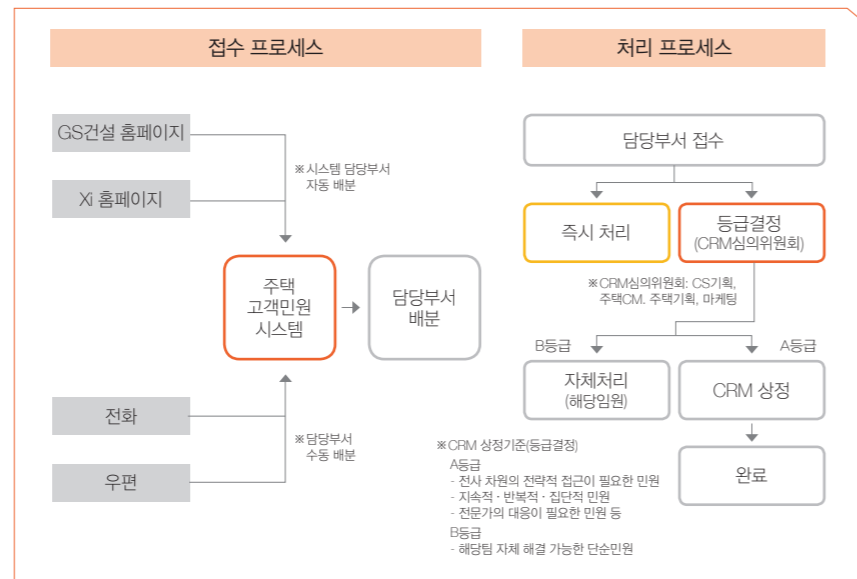 접수 프로세스
GS건설 홈페이지
Xi 홈페이지
※시스템 담당부서
자동 배분
주택
고객민원
시스템
담당부서
배분
전화
우편
※담당부서
수동 배분
처리 프로세스
담당부서 접수
즉시 처리
등급결정
(CRM심의위원회)
※CRM심의위원회: CS기획,
주택CM. 주택기획, 마케팅
B등급
A등급
자체처리
(해당임원)
CRM 상정
완료
※CRM 상정기준(등급결정)
A등급
- 전사 차원의 전략적 접근이 필요한 민원
- 지속적·반복적·집단적 민원
- 전문가의 대응이 필요한 민원 등
B등급
- 해당팀 자체 해결 가능한 단순민원